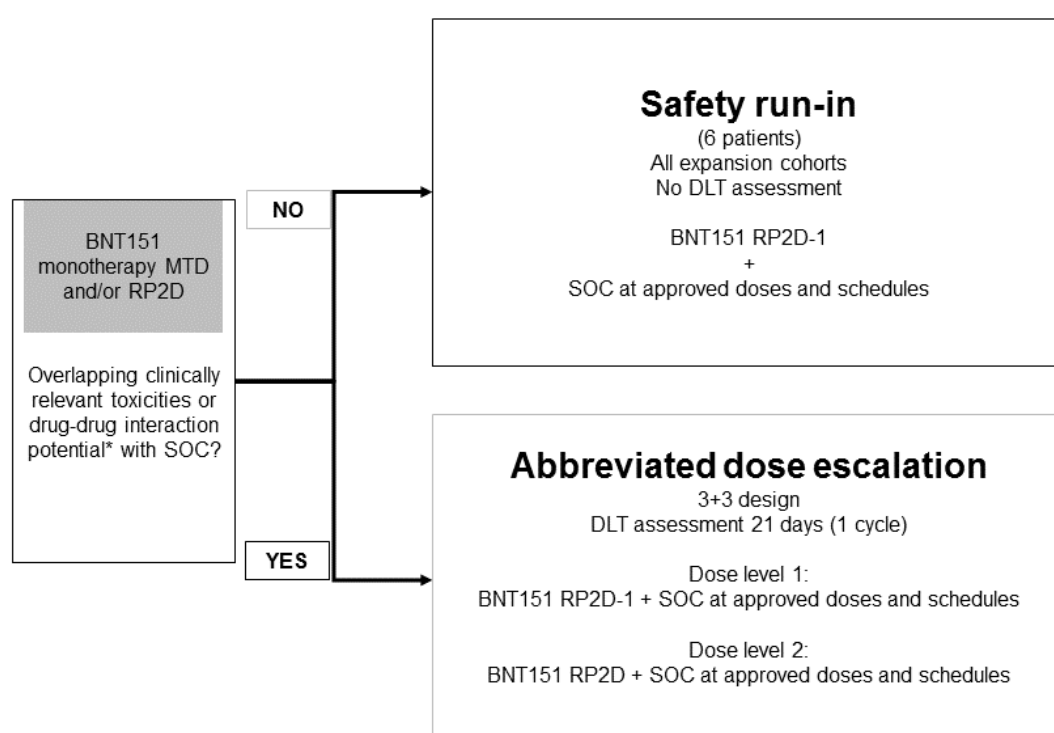 BNT151
monotherapy MTD
and/or RP2D
Overlapping clinically
relevant toxicities or
drug-drug interaction
potential* with SOC?
NO
Safety run-in
(6 patients)
All expansion cohorts
No DLT assessment
BNT151 RP2D-1
+
SOC at approved doses and schedules
YES
Abbreviated dose escalation
3+3 design
DLT assessment 21 days (1 cycle)
Dose level 1:
BNT151 RP2D-1 + SOC at approved doses and schedules
Dose level 2:
BNT151 RP2D + SOC at approved doses and schedules